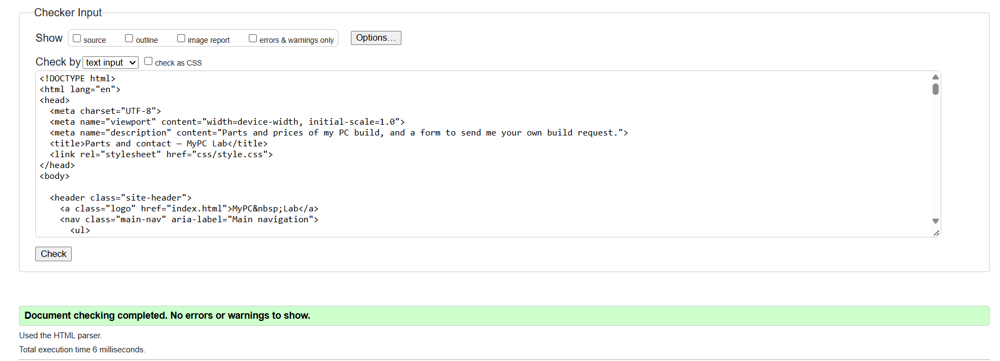 Checker Input
Show source outline image report errors & warnings only Options...
Check by text input check as CSS
<!DOCTYPE html>
<html lang="en">
<head>
  <meta charset="UTF-8">
  <meta name="viewport" content="width=device-width, initial-scale=1.0">
  <meta name="description" content="Parts and prices of my PC build, and a form to send me your own build request.">
  <title>Parts and contact — MyPC Lab</title>
  <link rel="stylesheet" href="css/style.css">
</head>
<body>
  <header class="site-header">
    <a class="logo" href="index.html">MyPC&nbsp;Lab</a>
    <nav class="main-nav" aria-label="Main navigation">
      <ul>
Check
Document checking completed. No errors or warnings to show.
Used the HTML parser.
Total execution time 6 milliseconds.